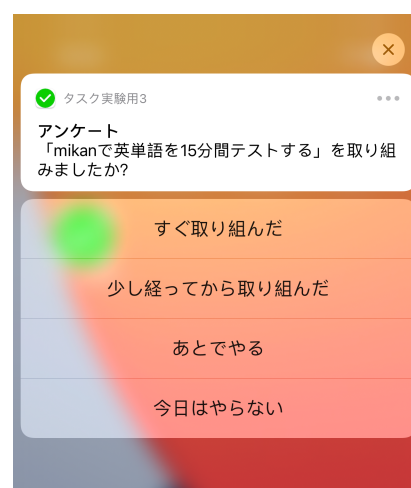 タスク実験用3
アンケート
「mikanで英単語を15分間テストする」を取り組
みましたか?
すぐ取り組んだ
少し経ってから取り組んだ
あとでやる
今日はやらない